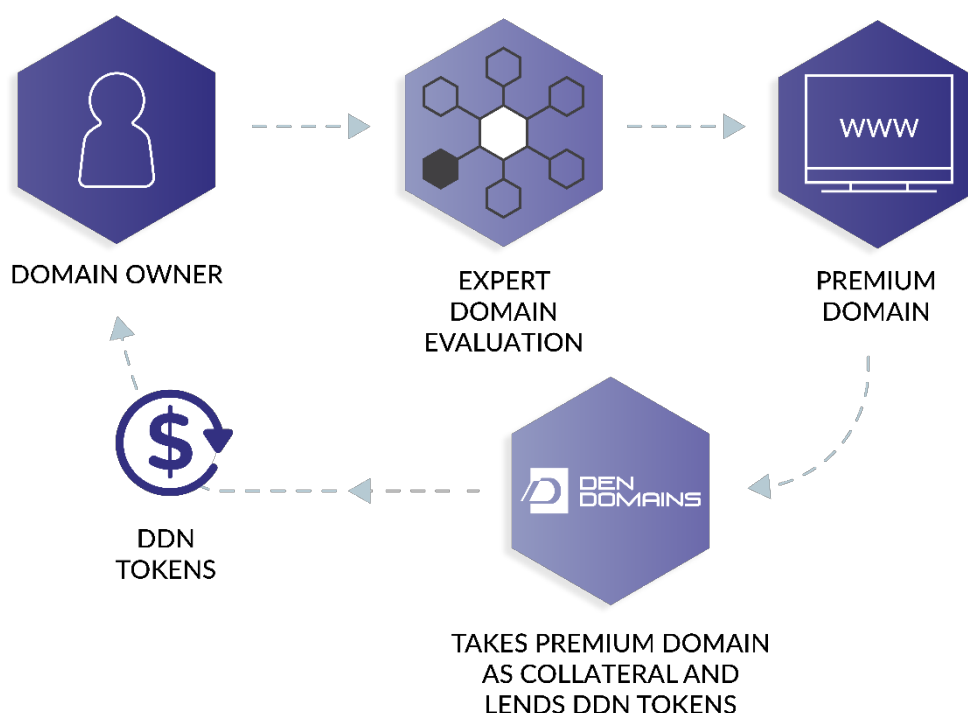 WWW
DOMAIN OWNER
EXPERT
DOMAIN
EVALUATION
PREMIUM
DOMAIN
$
DEN
DOMAINS
DDN
TOKENS
TAKES PREMIUM DOMAIN
AS COLLATERAL AND
LENDS DDN TOKENS